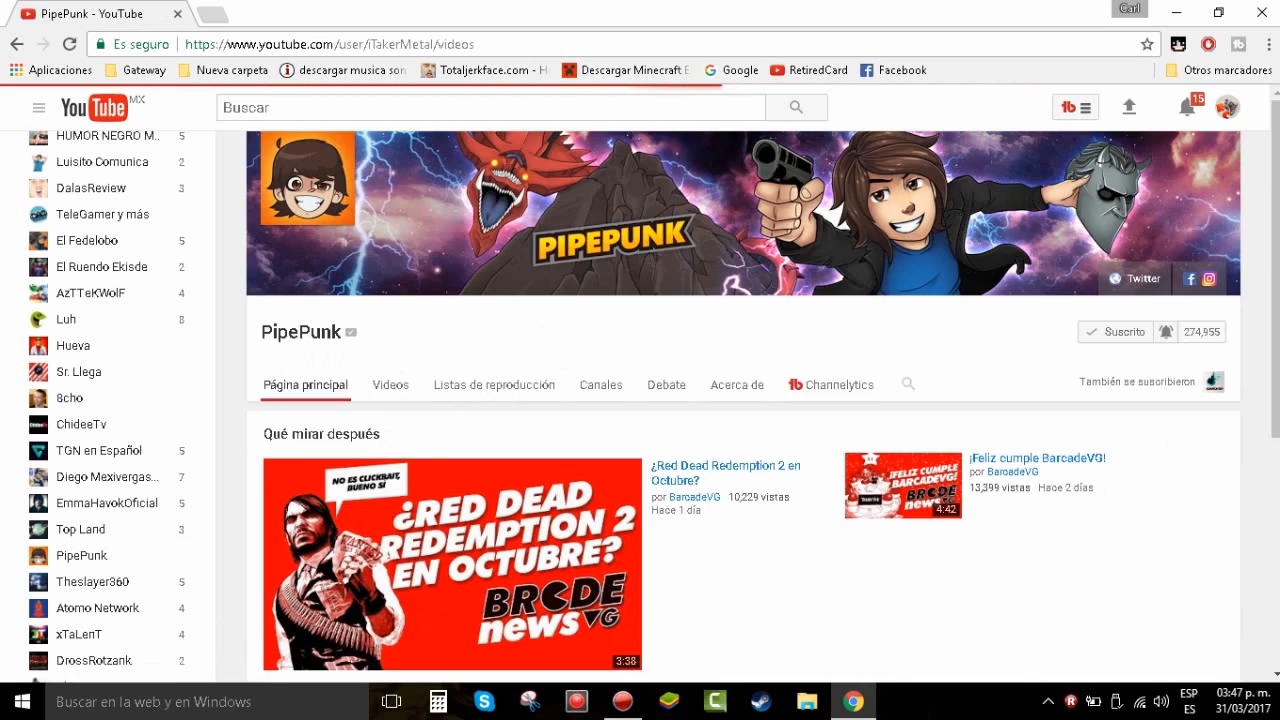 PipePunk - YouTube
Carl
Es seguro
https://www.youtube.com/user/iTakerMetal/videos
Aplicaciones
Gateway
Nueva carpeta
descargar musica son
Totaljerkface.com - H
Descargar Minecraft E
Google
RetiredCard
Facebook
Otros marcadores
YouTube MX
Buscar
15
HUMOR NEGRO M... 5
Luisito Comunica 2
DalasReview 3
TeleGamer y más
El Fedelobo 5
El Ruendo Ekisde 2
AzTTeKWolF 4
Luh 8
Hueva
Sr. Llega
8cho
ChideeTv
TGN en Español 5
Diego Mexivergas... 7
EmmaHavokOficial 5
Top Land 3
PipePunk
Theslayer360 5
Atomo Network 4
xTaLenT 4
DrossRotzank 2
PIPEPUNK
Twitter
PipePunk
Suscrito
274,955
Página principal
Videos
Listas de reproducción
Canales
Debate
Acerca de
Channelytics
También se suscribieron
Qué mirar después
NO ES CLICKBAIT,
BUENO SÍ
¿RED DEAD
REDEMPTION 2
EN OCTUBRE?
BRCDE
news VG
3:38
¿Red Dead Redemption 2 en
Octubre?
por BarcadeVG 10,229 vistas
Hace 1 día
¡FELIZ CUMPLE
BARCADEVG!
BRCDE
news
4:42
¡Feliz cumple BarcadeVG!
por BarcadeVG
13,399 vistas Hace 2 días
Buscar en la web y en Windows
ESP
ES
03:47 p. m.
31/03/2017